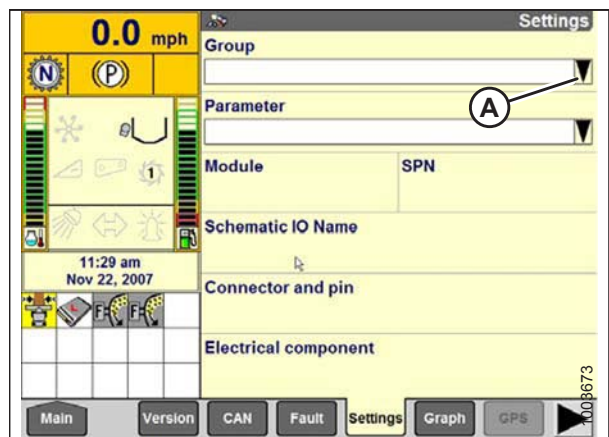 0.0 mph
N
(P)
1
11:29 am
Nov 22, 2007
F
F
Settings
Group
A
Parameter
Module SPN
Schematic IO Name
Connector and pin
Electrical component
1003673
Main Version CAN Fault Settings Graph GPS